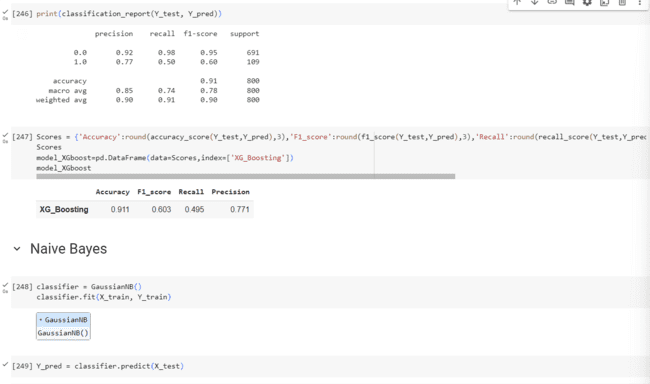 [246] print(classification_report(Y_test, Y_pred))
precision recall f1-score support
0.0 0.92 0.98 0.95 691
1.0 0.77 0.50 0.60 109
accuracy 0.91 800
macro avg 0.85 0.74 0.78 800
weighted avg 0.90 0.91 0.90 800
[247] Scores = {'Accuracy':round(accuracy_score(Y_test,Y_pred),3),'F1_score':round(f1_score(Y_test,Y_pred),3),'Recall':round(recall_score(Y_test,Y_prec
Scores
model_XGboost=pd.DataFrame(data=Scores,index=['XG_Boosting'])
model_XGboost
Accuracy F1_score Recall Precision
XG_Boosting 0.911 0.603 0.495 0.771
Naive Bayes
[248] classifier = GaussianNB()
classifier.fit(X_train, Y_train)
GaussianNB
GaussianNB()
[249] Y_pred = classifier.predict(X_test)